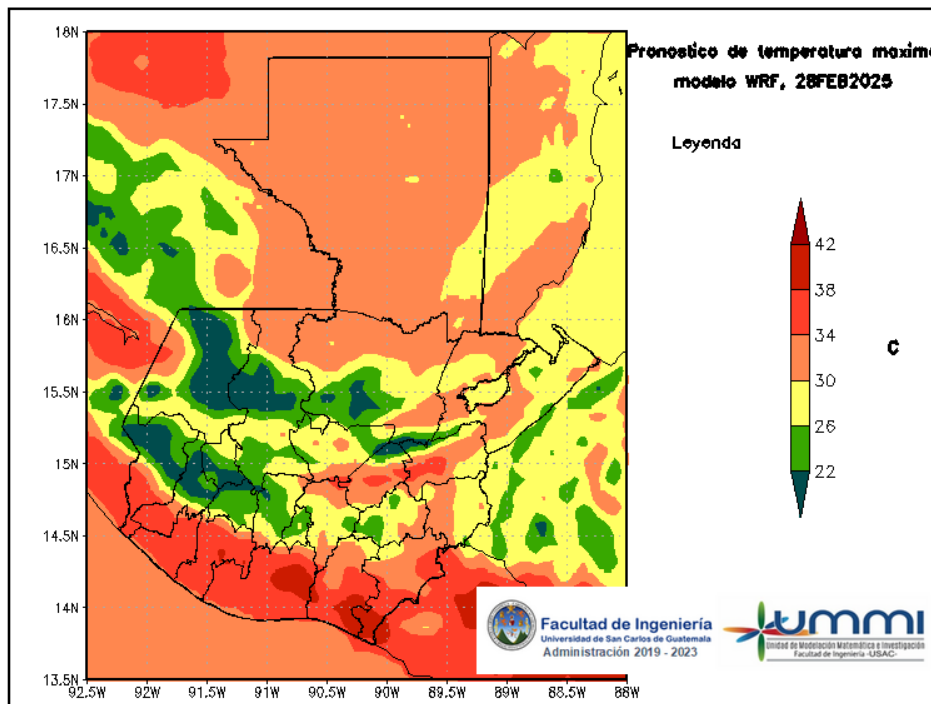 Pronostico de temperatura maxim
modelo WRF, 28FEB2025
Leyenda
18N
17.5N
17N
16.5N
16N
15.5N
15N
14.5N
14N
13.5N
92.5W 92W 91.5W 91W 90.5W 90W 89.5W 89W 88.5W 88W
42
38
34
30
26
22
C
Facultad de Ingeniería
Universidad de San Carlos de Guatemala
Administración 2019 - 2023
ummi
Unidad de Modelación Matemática e Investigación
Facultad de Ingeniería -USAC-